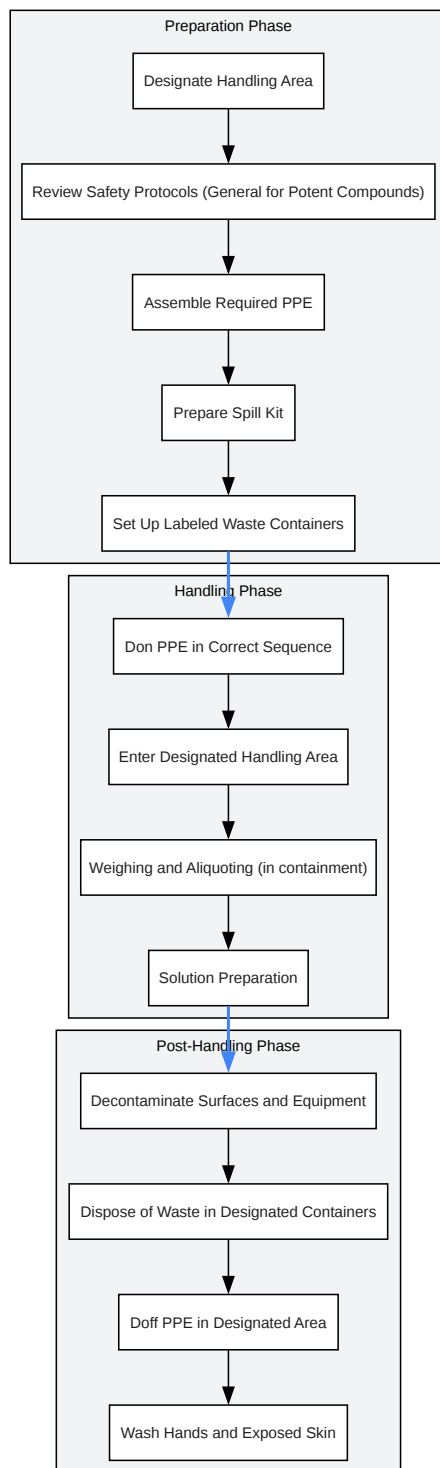 Preparation Phase
Designate Handling Area
Review Safety Protocols (General for Potent Compounds)
Assemble Required PPE
Prepare Spill Kit
Set Up Labeled Waste Containers
Handling Phase
Don PPE in Correct Sequence
Enter Designated Handling Area
Weighing and Aliquoting (in containment)
Solution Preparation
Post-Handling Phase
Decontaminate Surfaces and Equipment
Dispose of Waste in Designated Containers
Doff PPE in Designated Area
Wash Hands and Exposed Skin